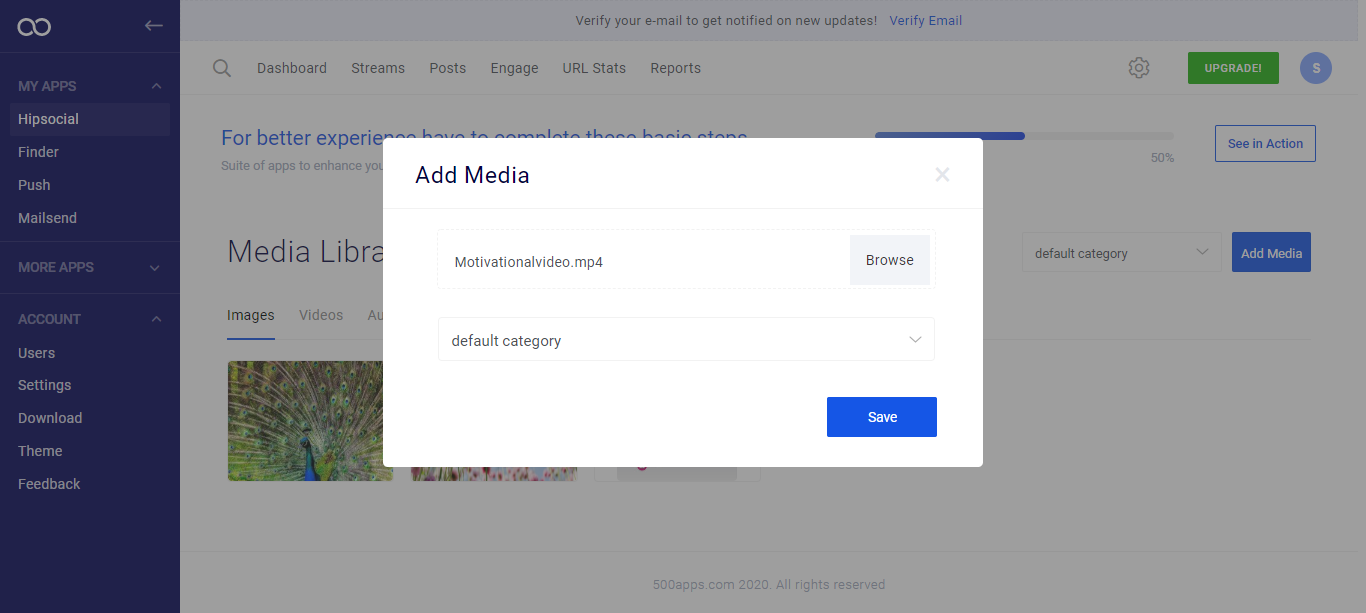 Verify your e-mail to get notified on new updates! Verify Email
MY APPS
Hipsocial
Finder
Push
Mailsend
MORE APPS
ACCOUNT
Users
Settings
Download
Theme
Feedback
Dashboard Streams Posts Engage URL Stats Reports
UPGRADE! S
For better experience have to complete these basic steps
Suite of apps to enhance you
50%
See in Action
Media Libra
default category
Add Media
Images Videos Au
Add Media
Motivationalvideo.mp4
Browse
default category
Save
500apps.com 2020. All rights reserved